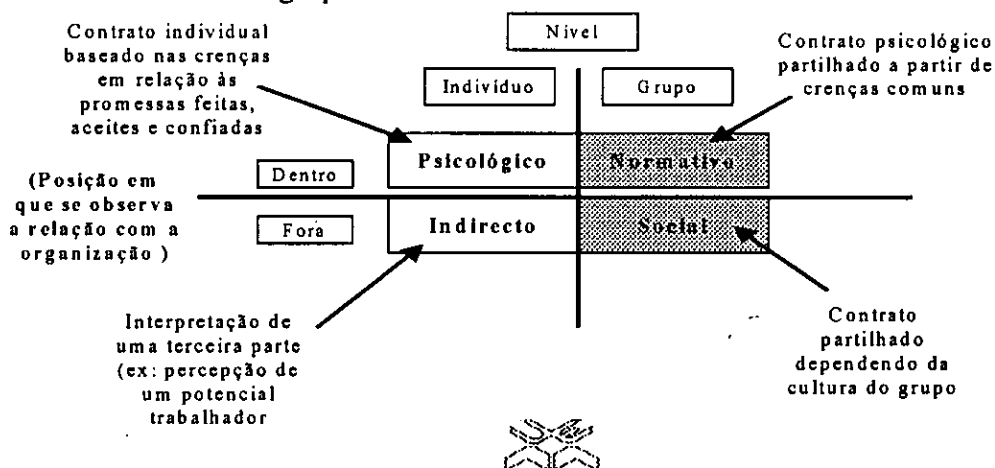 Contrato individual
baseado nas crenças
em relação às
promessas feitas,
aceites e confiadas
Nível
Indivíduo
Grupo
Contrato psicológico
partilhado a partir de
crenças comuns
Psicológico
Normativo
Dentro
(Posição em
que se observa
a relação com a
organização )
Fora
Indirecto
Social
Interpretação de
uma terceira parte
(ex: percepção de
um potencial
trabalhador
Contrato
partilhado
dependendo da
cultura do grupo